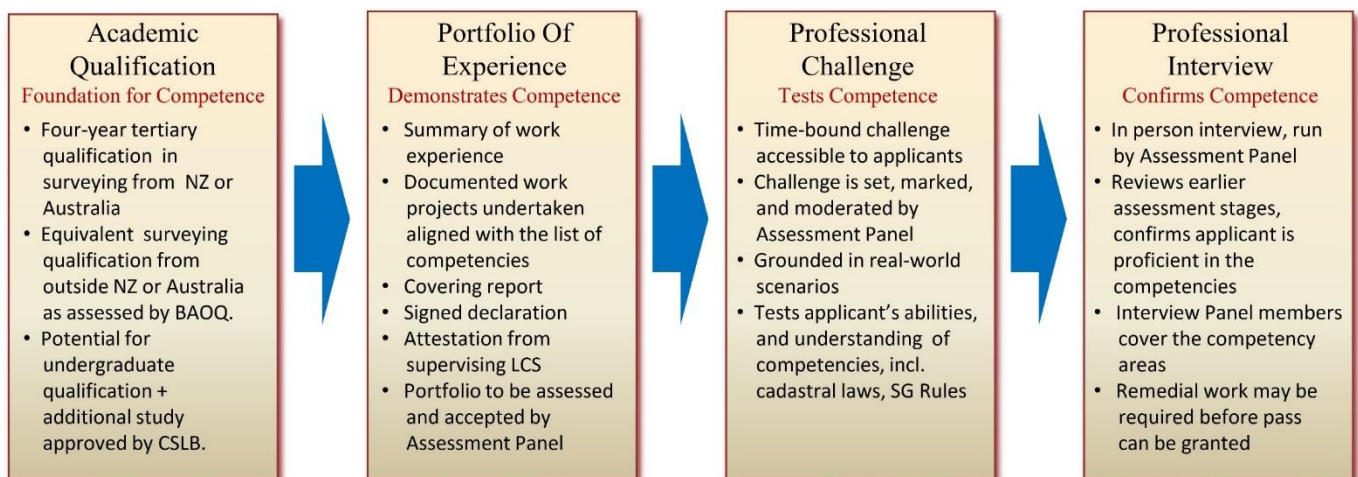 Academic
Qualification
Foundation for Competence
• Four-year tertiary
qualification in
surveying from NZ or
Australia
• Equivalent surveying
qualification from
outside NZ or Australia
as assessed by BAOQ.
• Potential for
undergraduate
qualification +
additional study
approved by CSLB.
Portfolio Of
Experience
Demonstrates Competence
• Summary of work
experience
• Documented work
projects undertaken
aligned with the list of
competencies
• Covering report
• Signed declaration
• Attestation from
supervising LCS
• Portfolio to be assessed
and accepted by
Assessment Panel
Professional
Challenge
Tests Competence
• Time-bound challenge
accessible to applicants
• Challenge is set, marked,
and moderated by
Assessment Panel
• Grounded in real-world
scenarios
• Tests applicant’s abilities,
and understanding of
competencies, incl.
cadastral laws, SG Rules
Professional
Interview
Confirms Competence
• In person interview, run
by Assessment Panel
• Reviews earlier
assessment stages,
confirms applicant is
proficient in the
competencies
• Interview Panel members
cover the competency
areas
• Remedial work may be
required before pass
can be granted